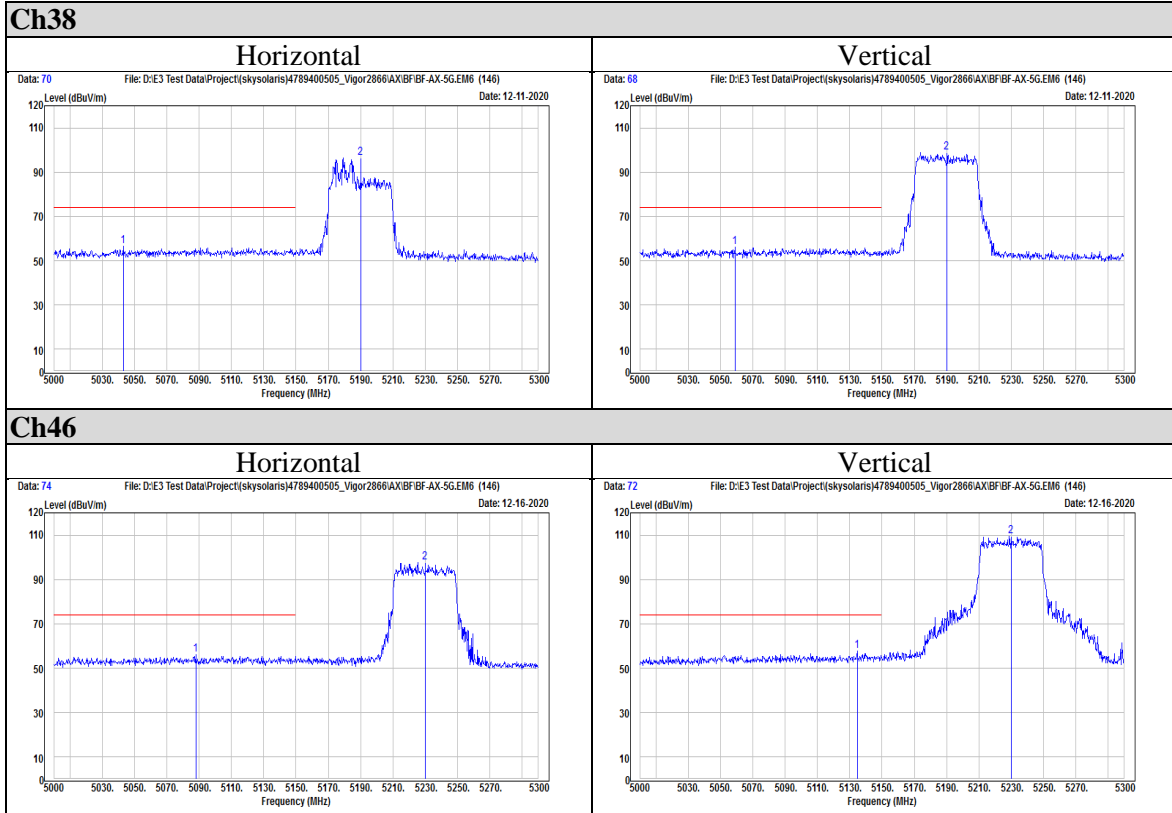 Ch38
Horizontal Vertical
Data: 70 File: D:\E3 Test Data\Project\(skysolaris)4789400505_Vigor2866\AX\BF\BF-AX-5G.EM6 (146)
Date: 12-11-2020
Level (dBuV/m)
120
110
90
70
50
30
10
0
1
2
5000 5030. 5050. 5070. 5090. 5110. 5130. 5150. 5170. 5190. 5210. 5230. 5250. 5270. 5300
Frequency (MHz)
Data: 68 File: D:\E3 Test Data\Project\(skysolaris)4789400505_Vigor2866\AX\BF\BF-AX-5G.EM6 (146)
Date: 12-11-2020
Level (dBuV/m)
120
110
90
70
50
30
10
0
1
2
5000 5030. 5050. 5070. 5090. 5110. 5130. 5150. 5170. 5190. 5210. 5230. 5250. 5270. 5300
Frequency (MHz)
Ch46
Horizontal Vertical
Data: 74 File: D:\E3 Test Data\Project\(skysolaris)4789400505_Vigor2866\AX\BF\BF-AX-5G.EM6 (146)
Date: 12-16-2020
Level (dBuV/m)
120
110
90
70
50
30
10
0
1
2
5000 5030. 5050. 5070. 5090. 5110. 5130. 5150. 5170. 5190. 5210. 5230. 5250. 5270. 5300
Frequency (MHz)
Data: 72 File: D:\E3 Test Data\Project\(skysolaris)4789400505_Vigor2866\AX\BF\BF-AX-5G.EM6 (146)
Date: 12-16-2020
Level (dBuV/m)
120
110
90
70
50
30
10
0
1
2
5000 5030. 5050. 5070. 5090. 5110. 5130. 5150. 5170. 5190. 5210. 5230. 5250. 5270. 5300
Frequency (MHz)